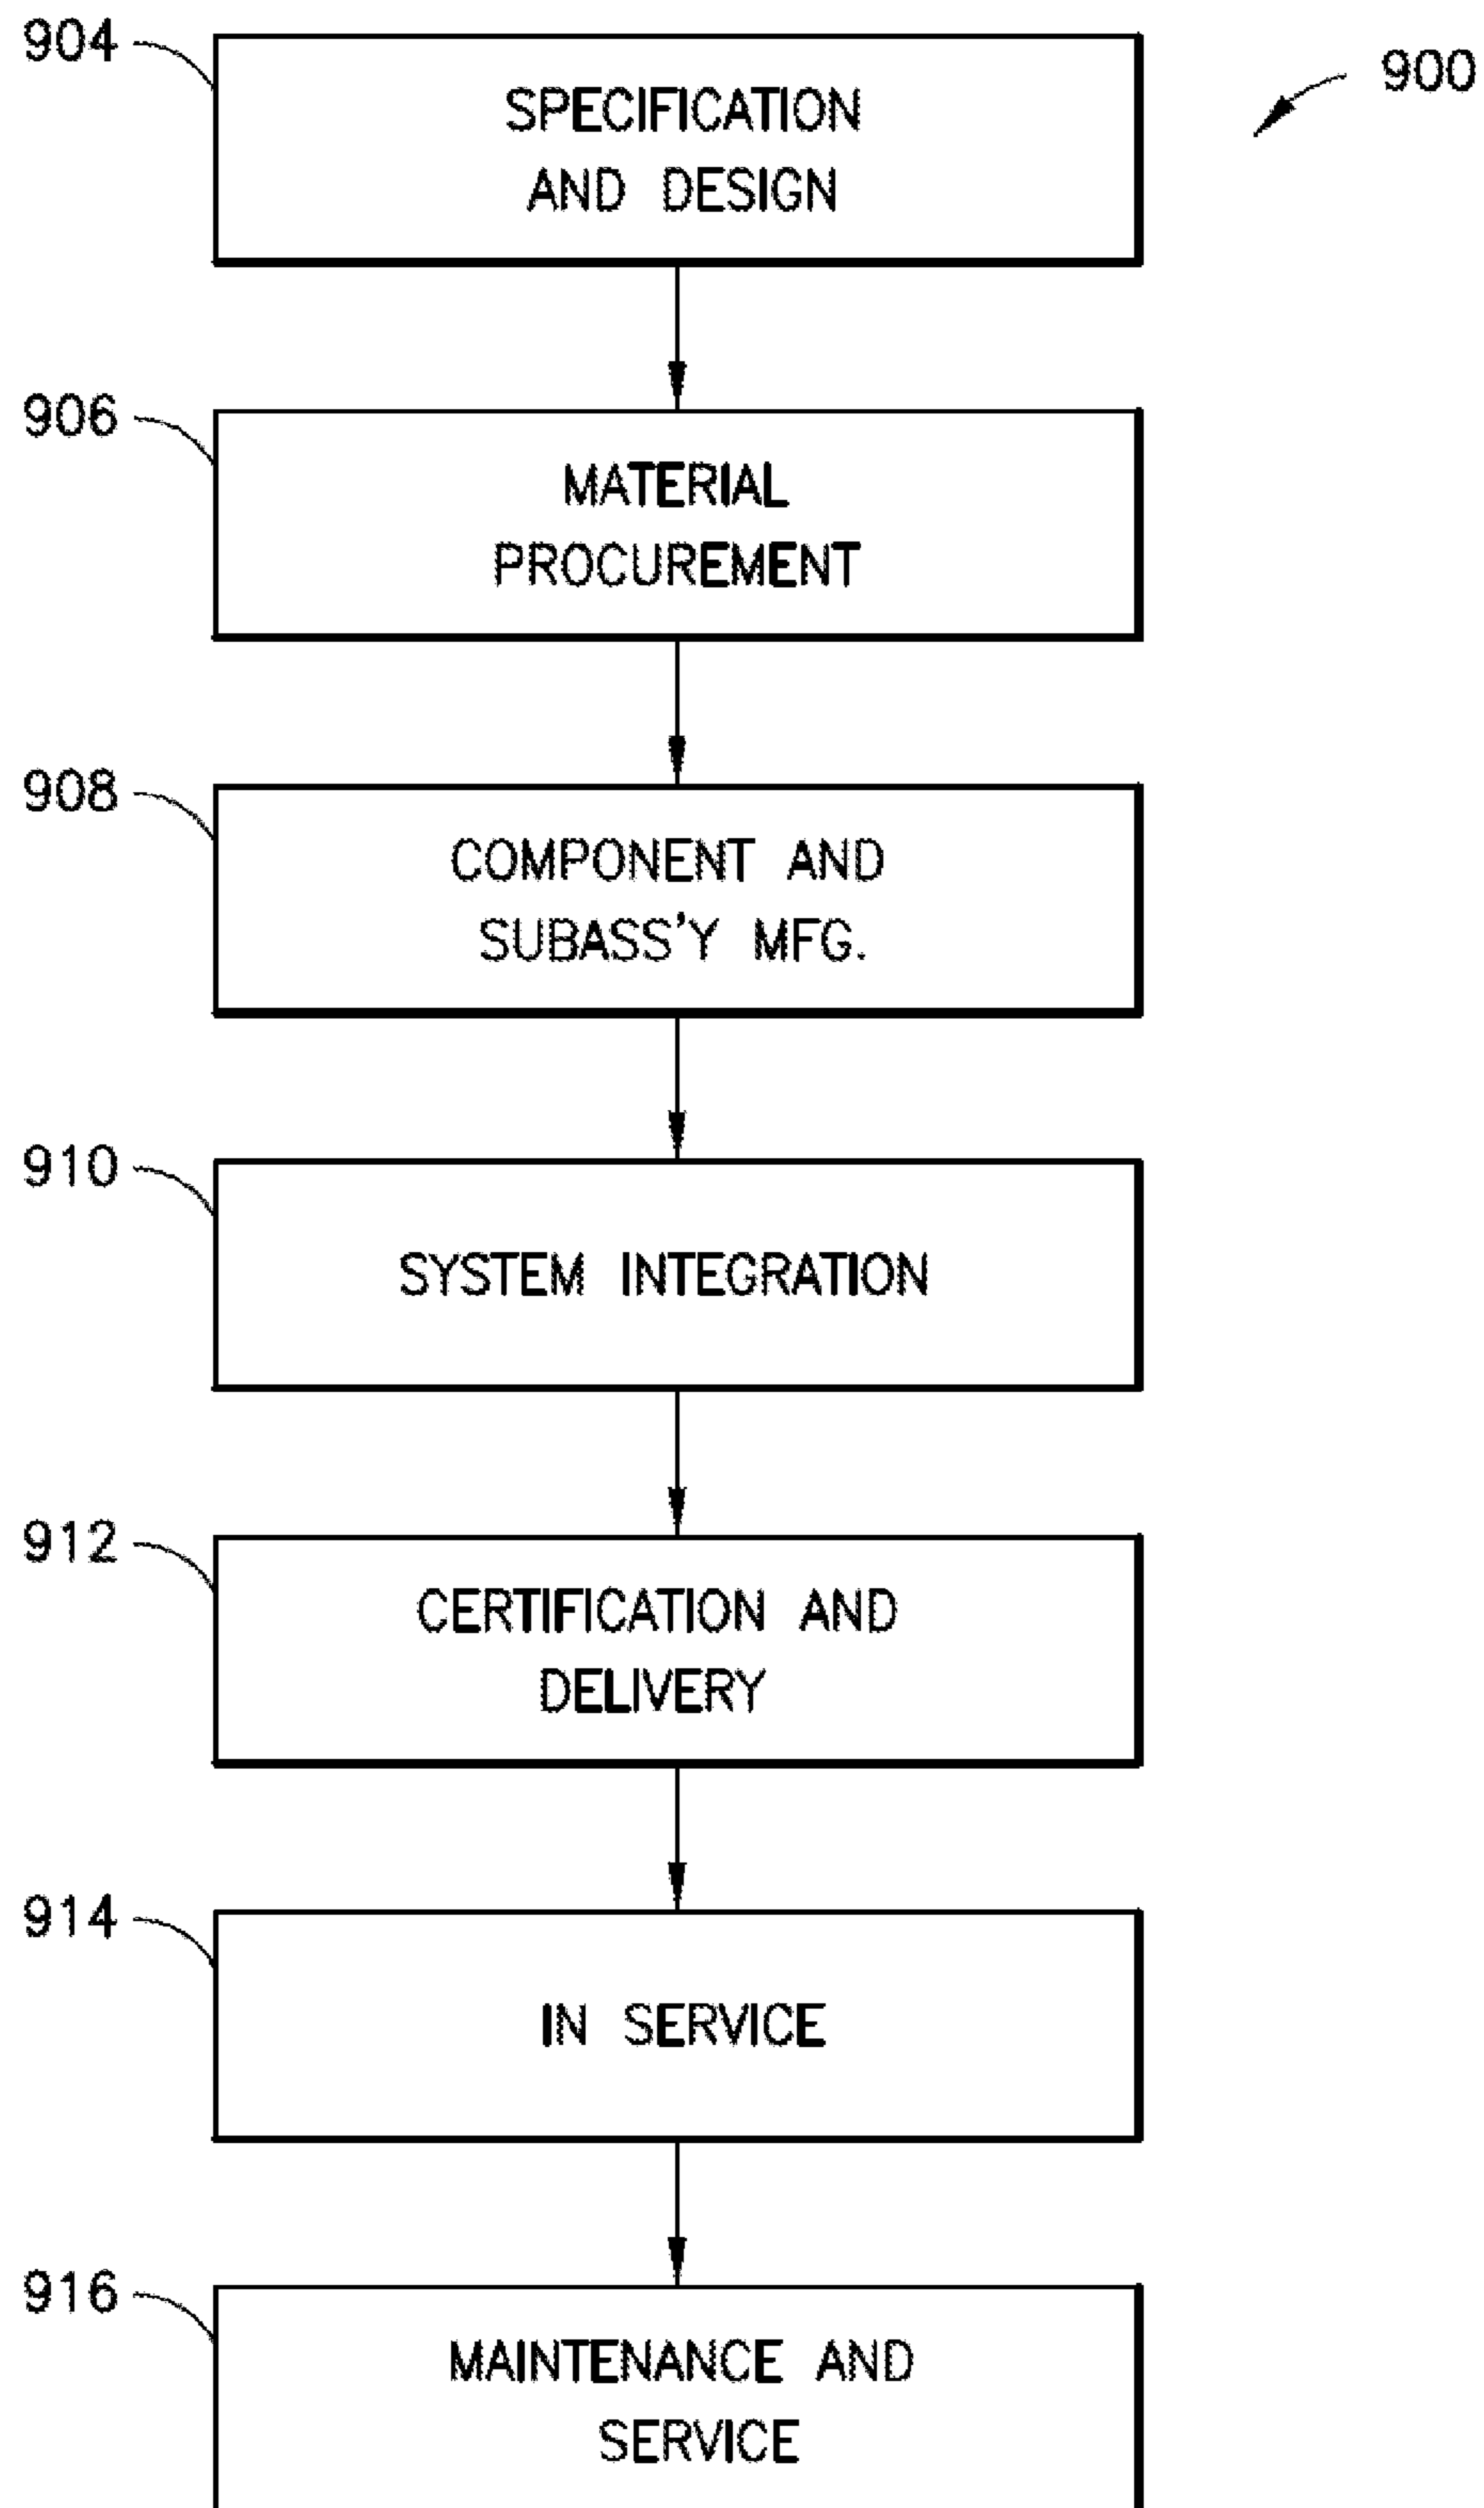 904
900
SPECIFICATION
AND DESIGN
906
MATERIAL
PROCUREMENT
908
COMPONENT AND
SUBASS'Y MFG.
910
SYSTEM INTEGRATION
912
CERTIFICATION AND
DELIVERY
914
IN SERVICE
916
MAINTENANCE AND
SERVICE